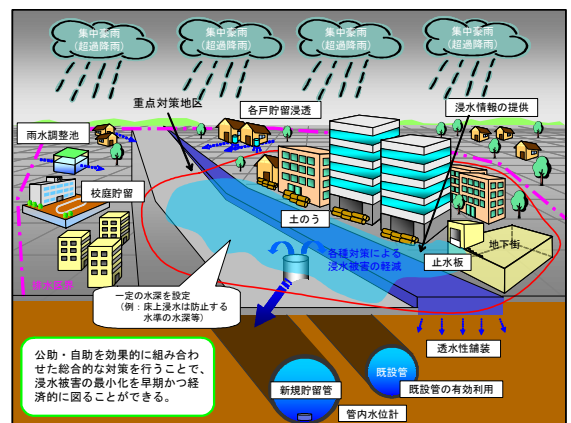 集中豪雨
（超過降雨）
集中豪雨
（超過降雨）
集中豪雨
（超過降雨）
集中豪雨
（超過降雨）
重点対策地区
各戸貯留浸透
浸水情報の提供
雨水調整池
校庭貯留
土のう
地下街
各種対策による
浸水被害の軽減
止水板
排水区界
一定の水深を設定
（例：床上浸水は防止する
水準の水深等）
透水性舗装
公助・自助を効果的に組み合わ
せた総合的な対策を行うことで、
浸水被害の最小化を早期かつ経
済的に図ることができる。
既設管
新規貯留管
既設管の有効利用
管内水位計